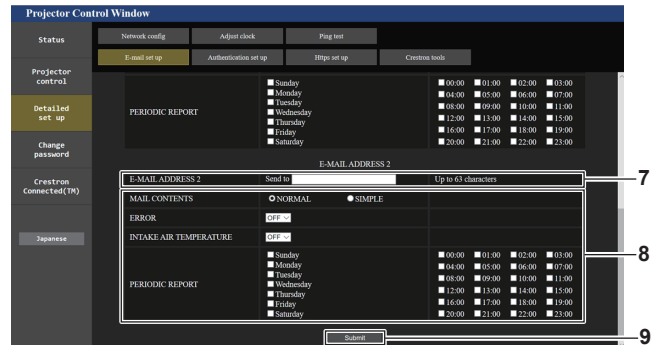 Projector Control Window
Status
Network config Adjust clock Ping test
E-mail set up Authentication set up Https set up Crestron tools
Projector control
Detailed set up
Change password
Crestron Connected(TM)
Japanese
PERIODIC REPORT
Sunday 00:00 01:00 02:00 03:00
Monday 04:00 05:00 06:00 07:00
Tuesday 08:00 09:00 10:00 11:00
Wednesday 12:00 13:00 14:00 15:00
Thursday 16:00 17:00 18:00 19:00
Friday 20:00 21:00 22:00 23:00
Saturday
E-MAIL ADDRESS 2
E-MAIL ADDRESS 2 Send to Up to 63 characters 7
MAIL CONTENTS NORMAL SIMPLE
ERROR OFF
INTAKE AIR TEMPERATURE OFF
8
PERIODIC REPORT
Sunday 00:00 01:00 02:00 03:00
Monday 04:00 05:00 06:00 07:00
Tuesday 08:00 09:00 10:00 11:00
Wednesday 12:00 13:00 14:00 15:00
Thursday 16:00 17:00 18:00 19:00
Friday 20:00 21:00 22:00 23:00
Saturday
Submit 9